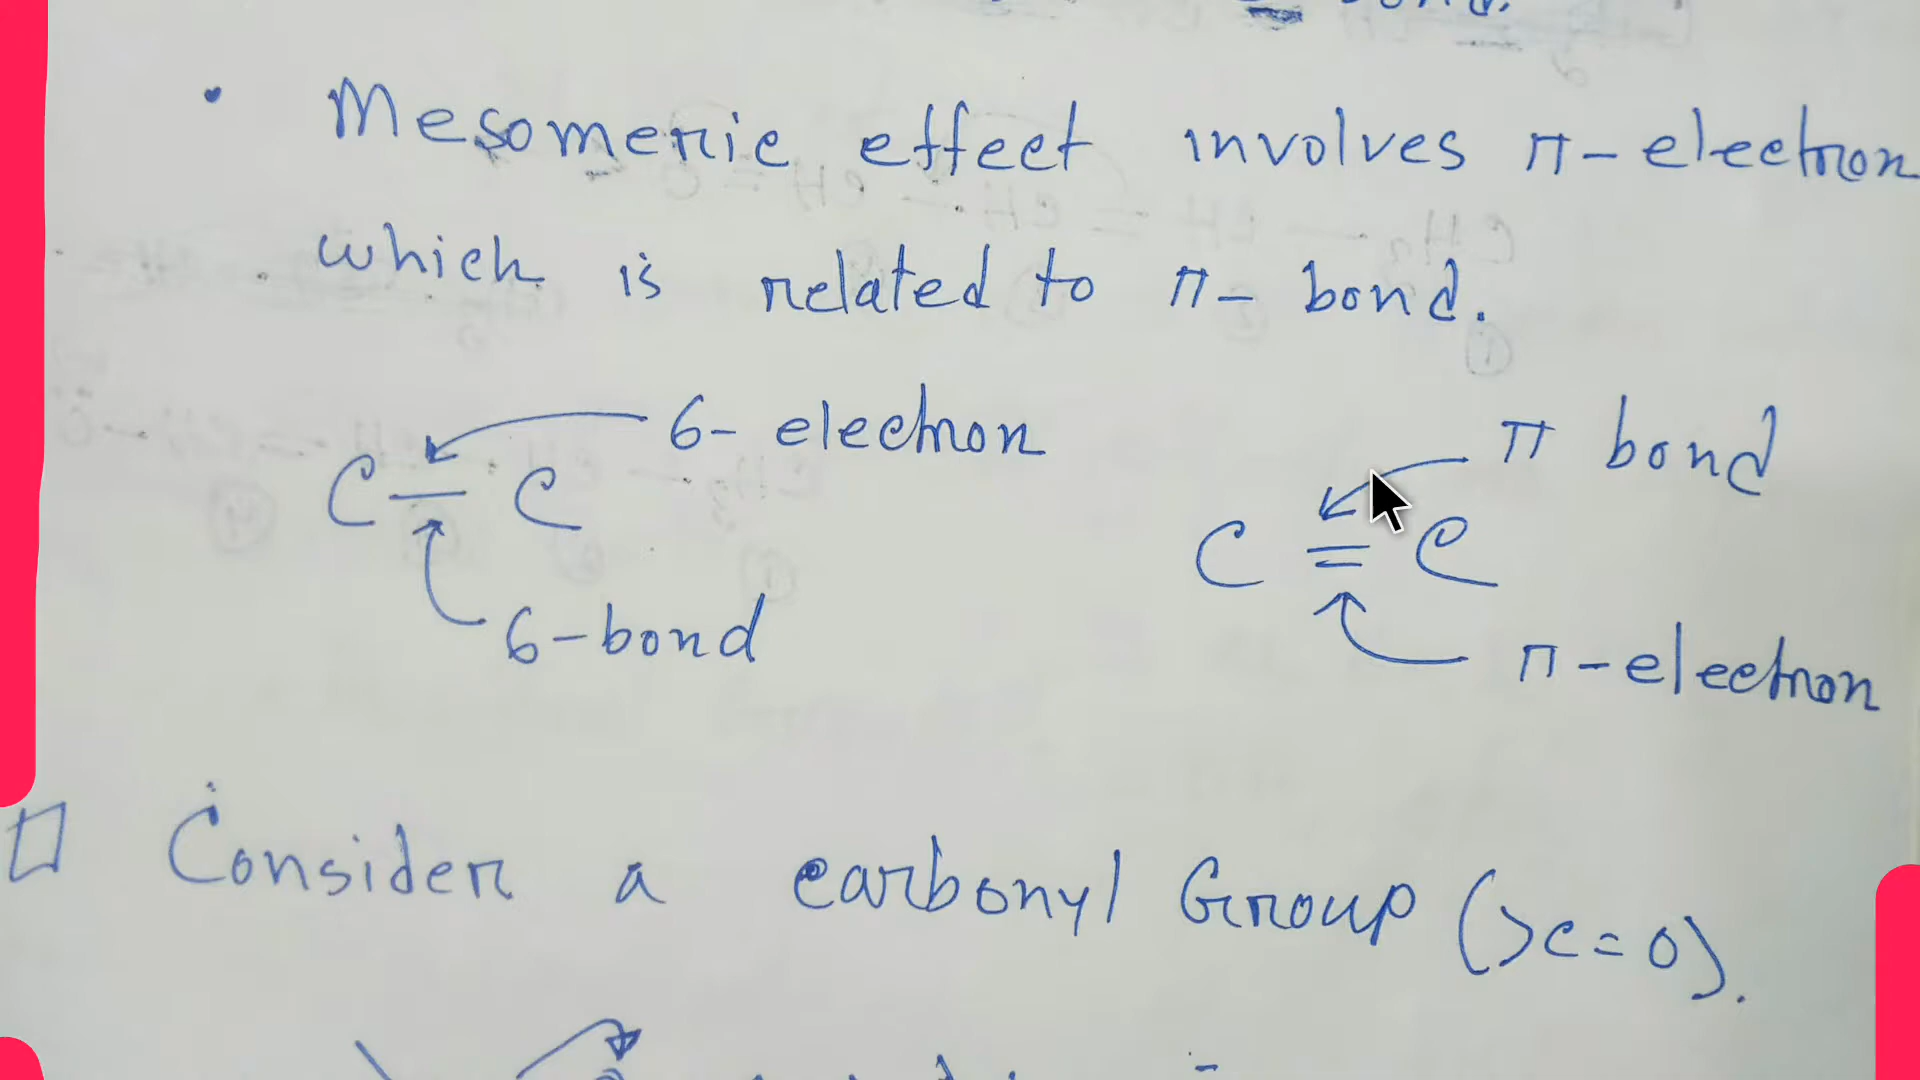 • Mesomeric effect involves π-electron
which is related to π- bond.
6- electron
C — C
6-bond
π bond
C = C
π-electron
□ Consider a carbonyl Group (>C=O).